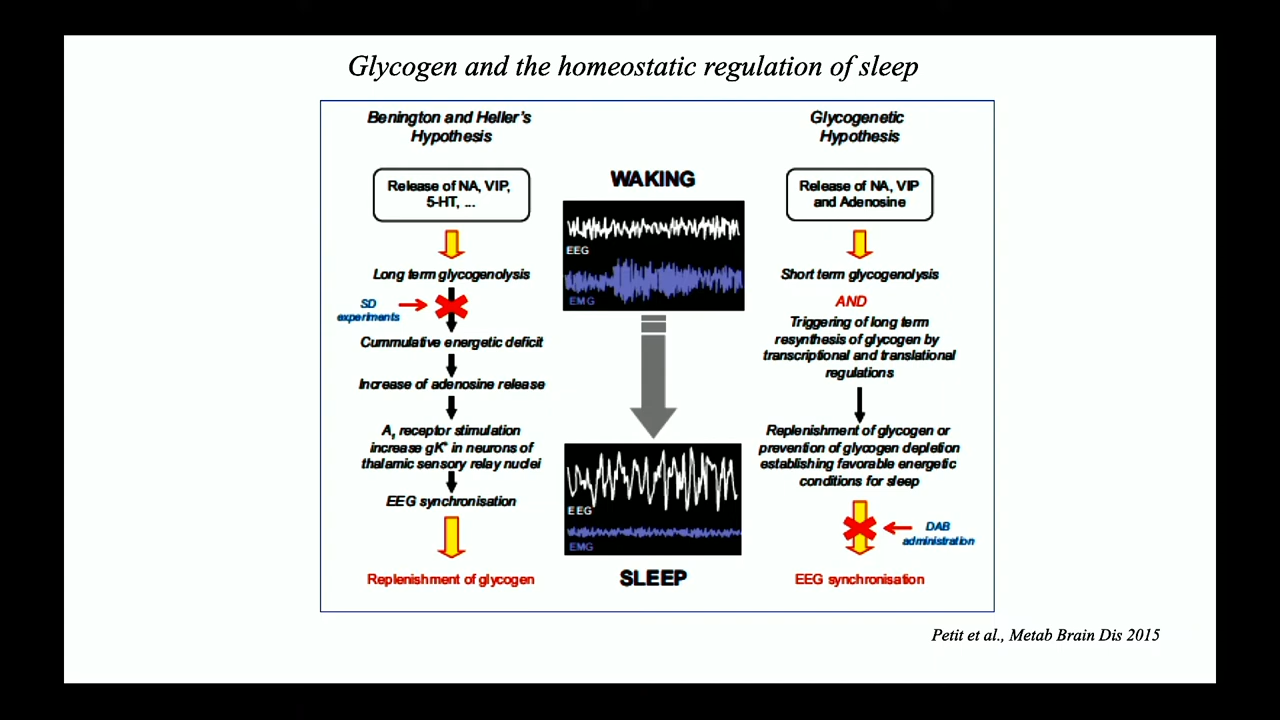 Glycogen and the homeostatic regulation of sleep
Benington and Heller's
Hypothesis
Release of NA, VIP,
5-HT, ...
Long term glycogenolysis
SD
experiments
Cummulative energetic deficit
Increase of adenosine release
A₁ receptor stimulation
increase gK⁺ in neurons of
thalamic sensory relay nuclei
EEG synchronisation
Replenishment of glycogen
WAKING
EEG
EMG
EEG
EMG
SLEEP
Glycogenetic
Hypothesis
Release of NA, VIP
and Adenosine
Short term glycogenolysis
AND
Triggering of long term
resynthesis of glycogen by
transcriptional and translational
regulations
Replenishment of glycogen or
prevention of glycogen depletion
establishing favorable energetic
conditions for sleep
DAB
administration
EEG synchronisation
Petit et al., Metab Brain Dis 2015